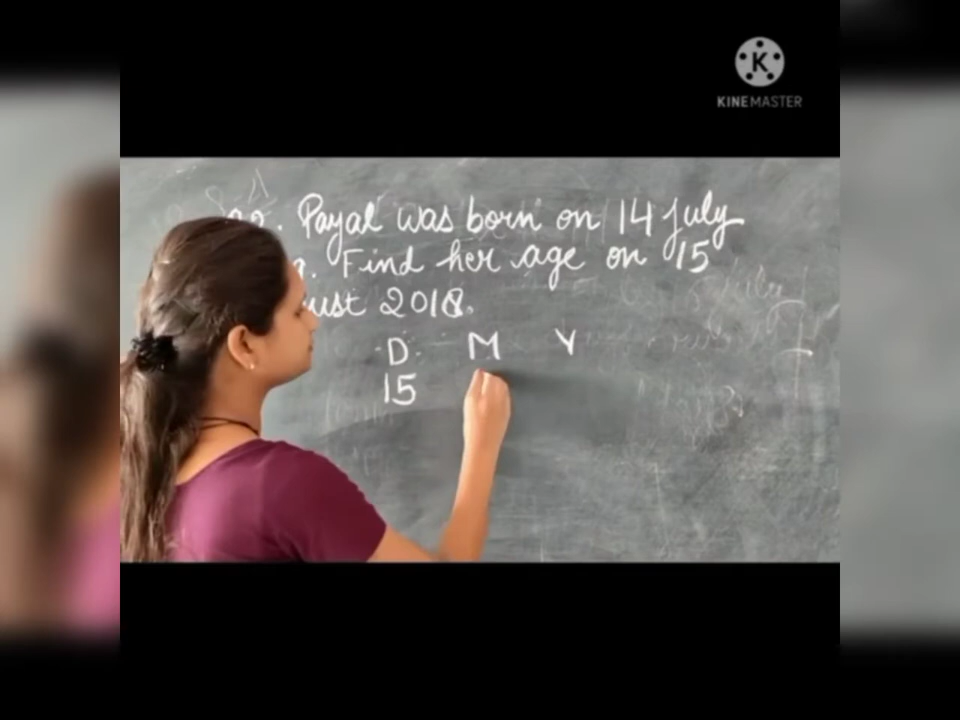 K
KINEMASTER
Payal was born on 14 July
Find her age on 15
ust 2018.
D M Y
15